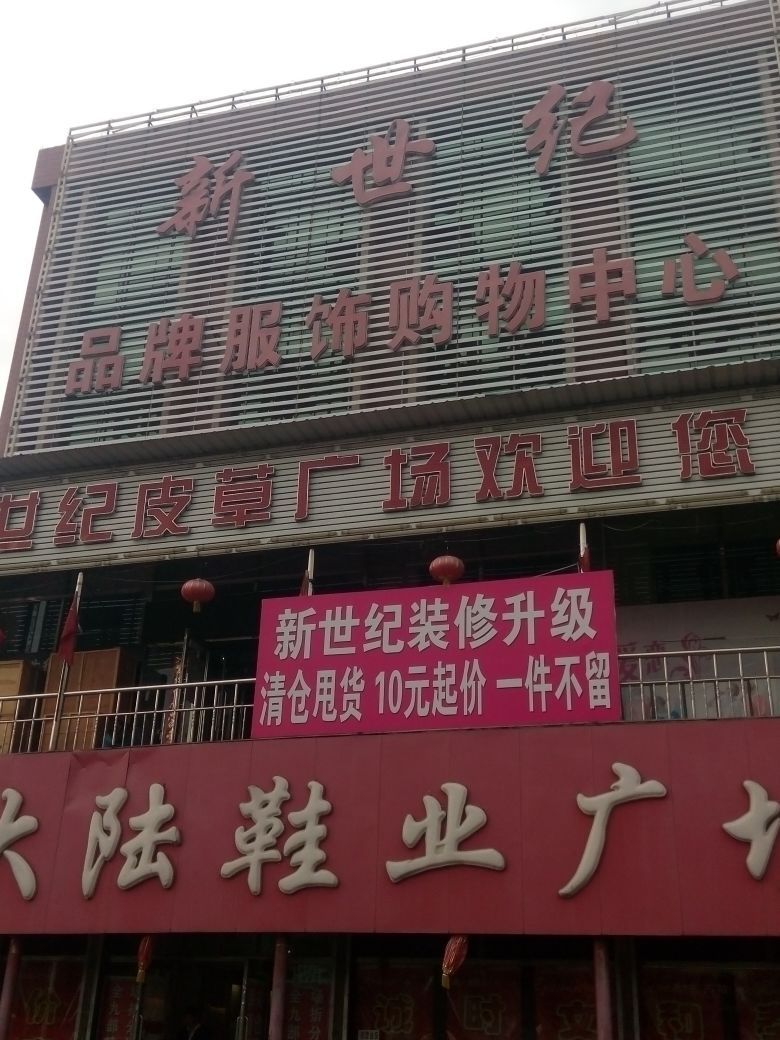 新世纪
品牌服饰购物中心
世纪皮草广场欢迎您
新世纪装修升级
清仓甩货 10元起价 一件不留
大陆鞋业广场